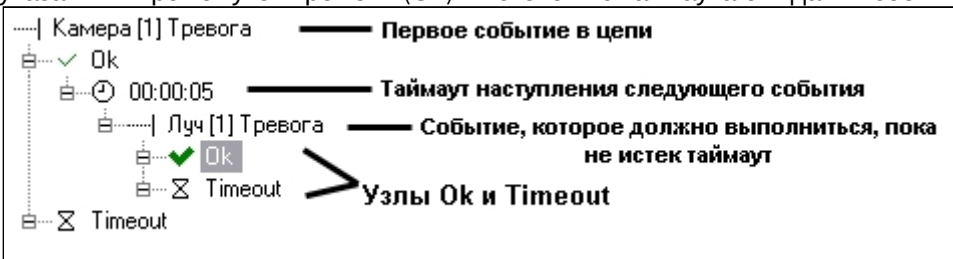 Камера [1] Тревога Первое событие в цепи
Ok
00:00:05 Таймаут наступления следующего события
Луч [1] Тревога Событие, которое должно выполниться, пока
не истек таймаут
Ok
Timeout
Узлы Ok и Timeout
Timeout